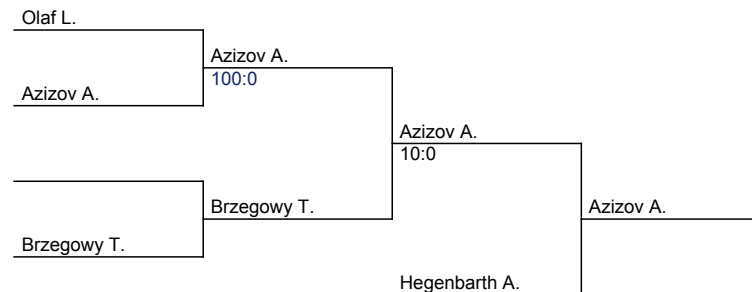 Olaf L.
Azizov A.
100:0
Azizov A.
Azizov A.
10:0
Brzegowy T.
Azizov A.
Brzegowy T.
Hegenbarth A.